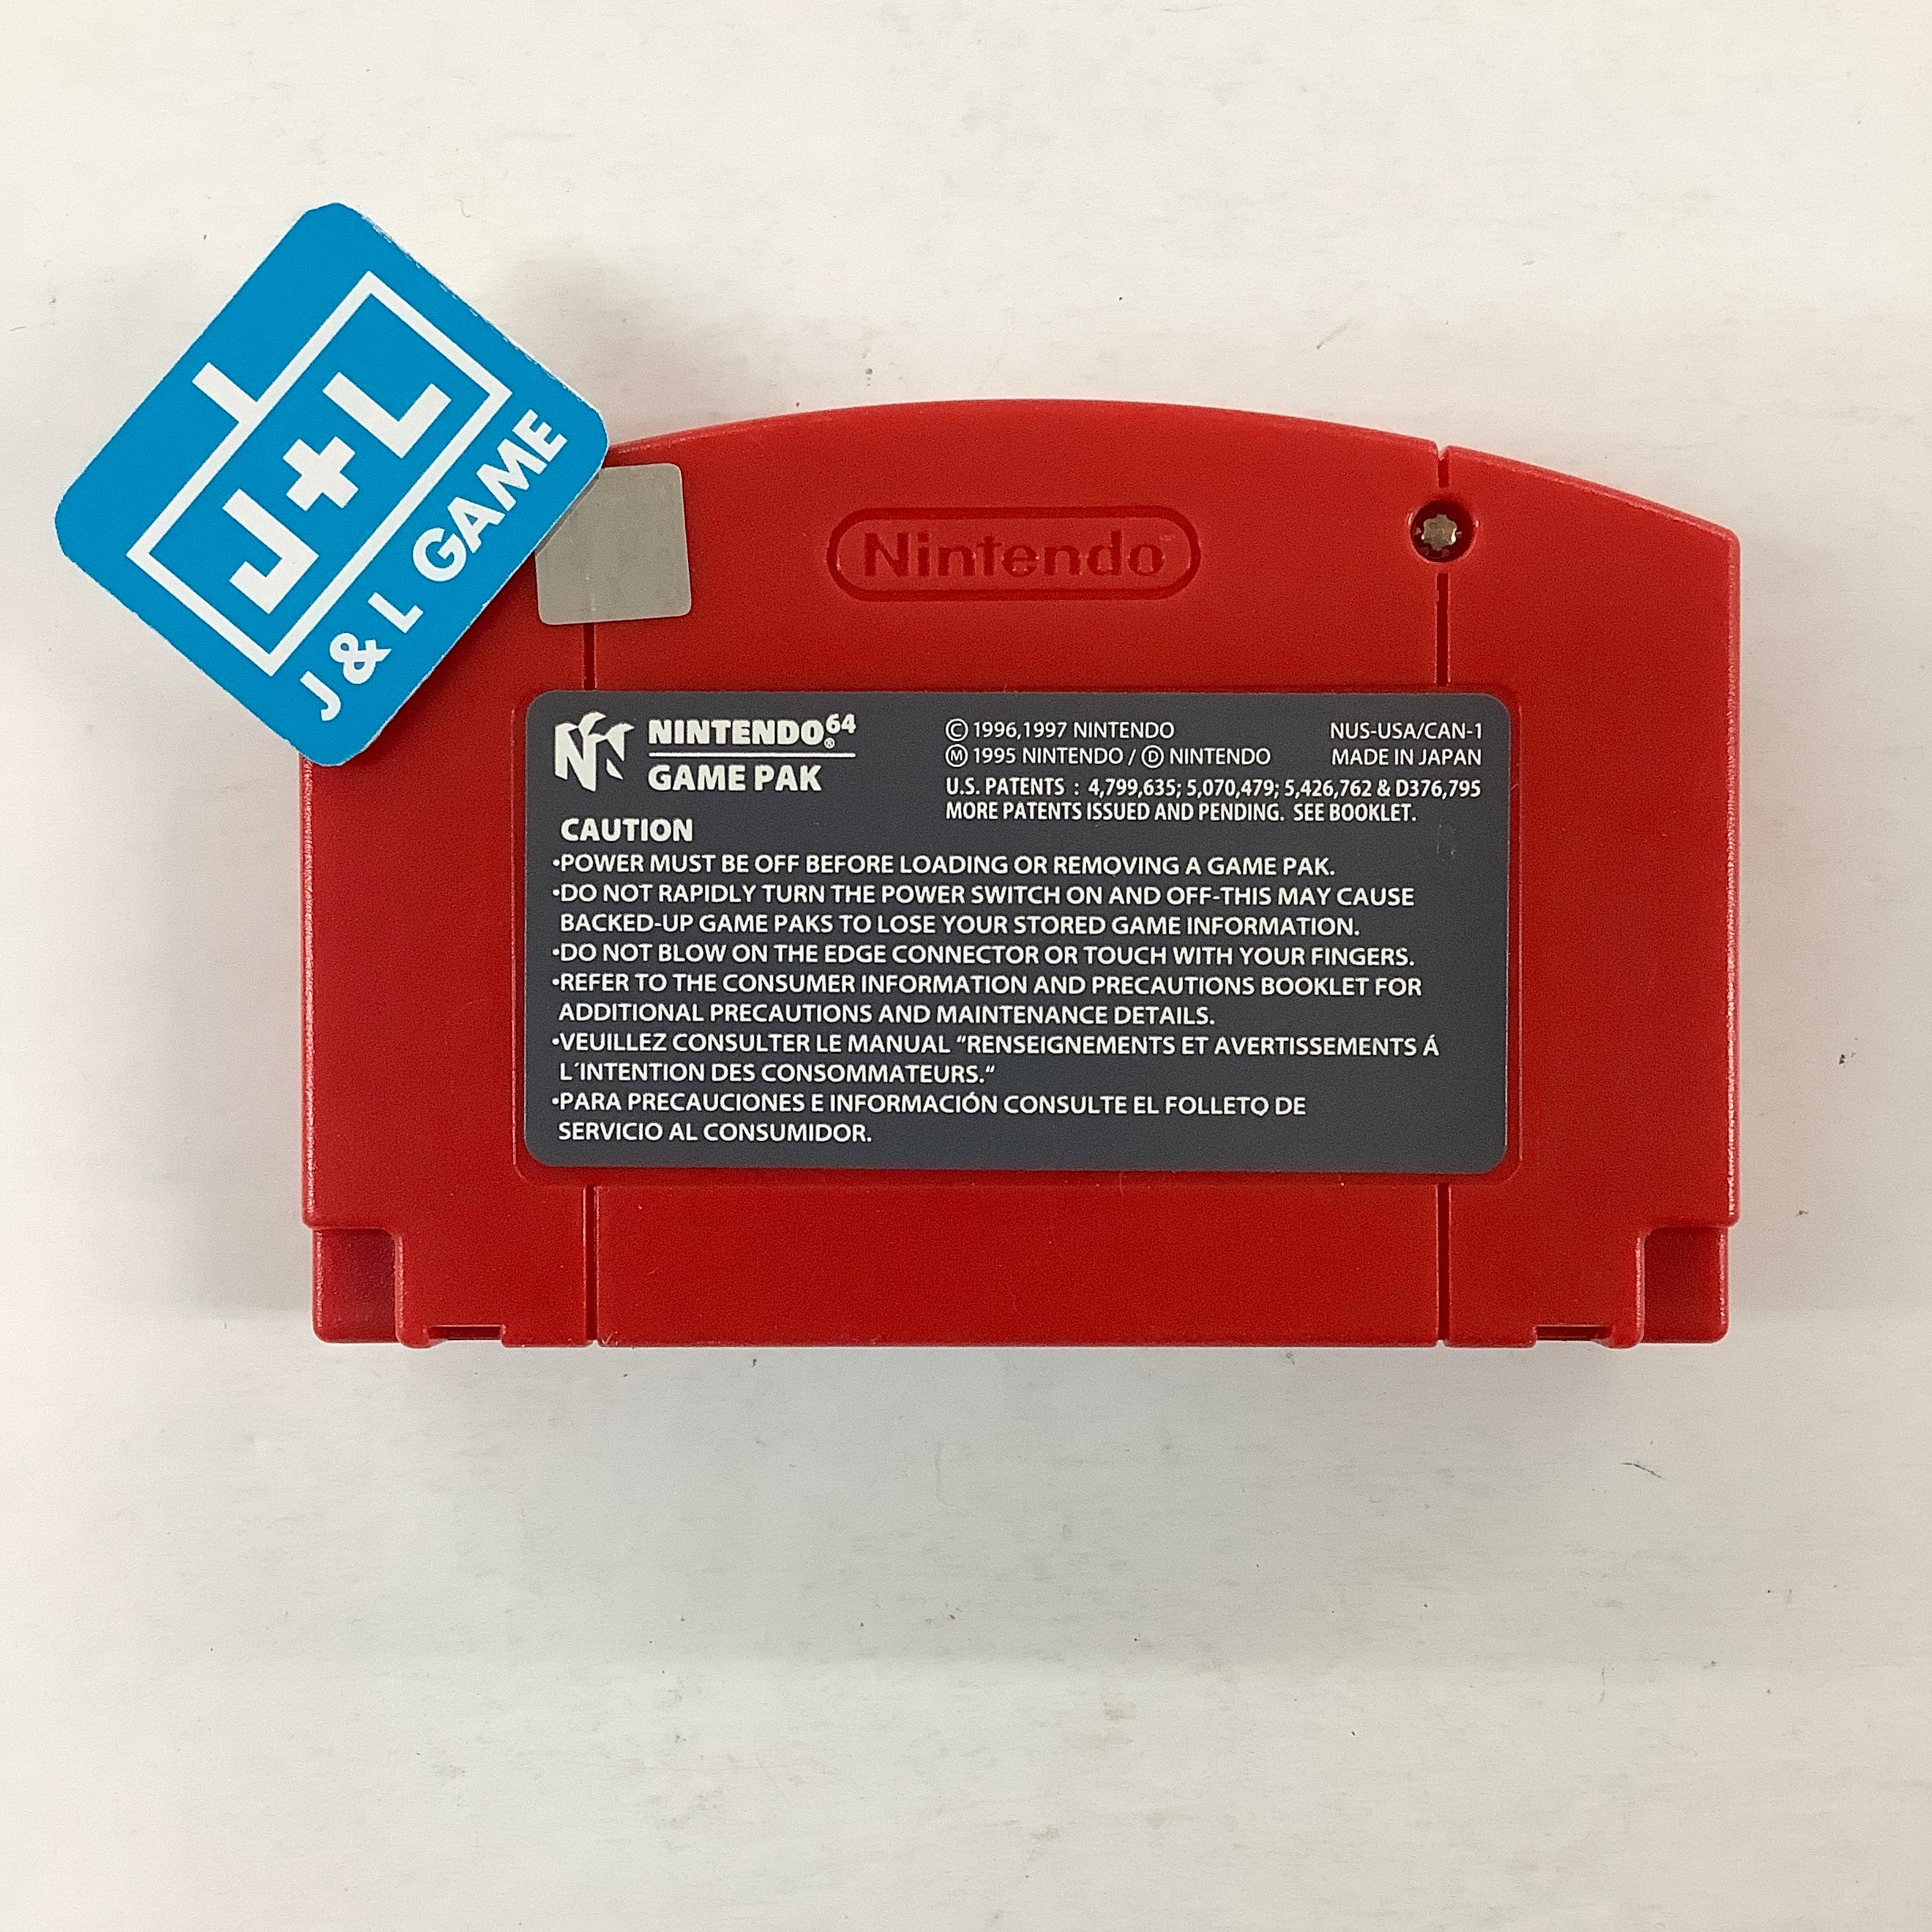 J+L
J & L GAME
Nintendo
NINTENDO64®
GAME PAK
© 1996,1997 NINTENDO
Ⓜ 1995 NINTENDO / Ⓓ NINTENDO
NUS-USA/CAN-1
MADE IN JAPAN
U.S. PATENTS : 4,799,635; 5,070,479; 5,426,762 & D376,795
MORE PATENTS ISSUED AND PENDING. SEE BOOKLET.
CAUTION
•POWER MUST BE OFF BEFORE LOADING OR REMOVING A GAME PAK.
•DO NOT RAPIDLY TURN THE POWER SWITCH ON AND OFF-THIS MAY CAUSE
BACKED-UP GAME PAKS TO LOSE YOUR STORED GAME INFORMATION.
•DO NOT BLOW ON THE EDGE CONNECTOR OR TOUCH WITH YOUR FINGERS.
•REFER TO THE CONSUMER INFORMATION AND PRECAUTIONS BOOKLET FOR
ADDITIONAL PRECAUTIONS AND MAINTENANCE DETAILS.
•VEUILLEZ CONSULTER LE MANUAL "RENSEIGNEMENTS ET AVERTISSEMENTS Á
L´INTENTION DES CONSOMMATEURS."
•PARA PRECAUCIONES E INFORMACIÓN CONSULTE EL FOLLETO DE
SERVICIO AL CONSUMIDOR.